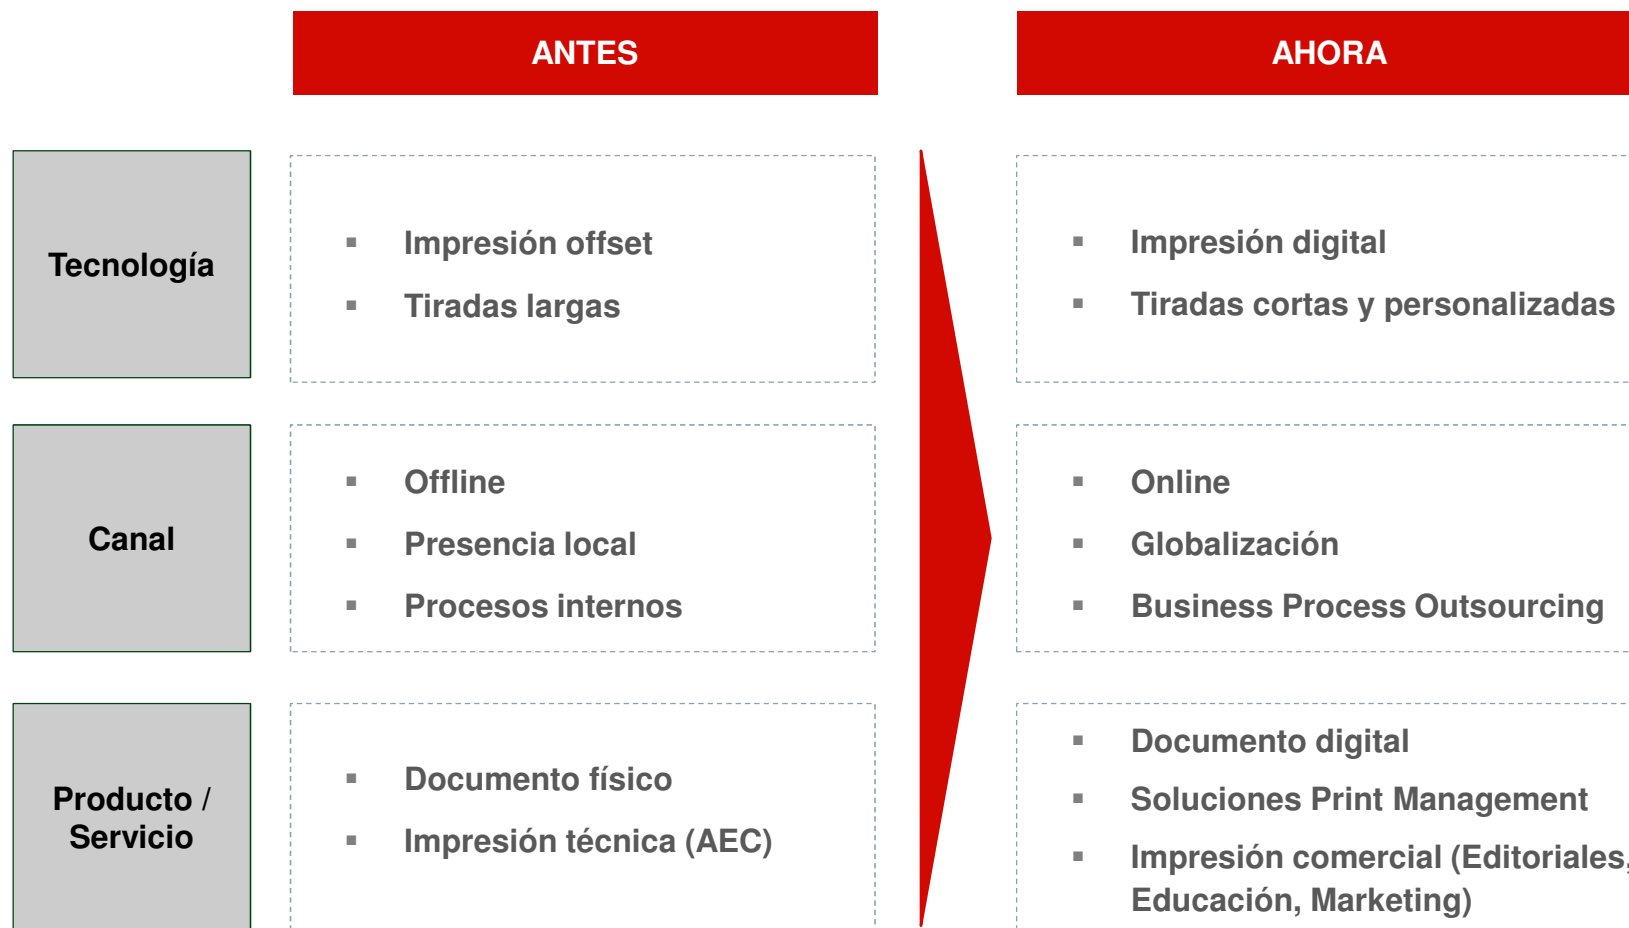 ANTES
AHORA
Tecnología
▪ Impresión offset
▪ Tiradas largas
▪ Impresión digital
▪ Tiradas cortas y personalizadas
Canal
▪ Offline
▪ Presencia local
▪ Procesos internos
▪ Online
▪ Globalización
▪ Business Process Outsourcing
Producto /
Servicio
▪ Documento físico
▪ Impresión técnica (AEC)
▪ Documento digital
▪ Soluciones Print Management
▪ Impresión comercial (Editoriales,
Educación, Marketing)